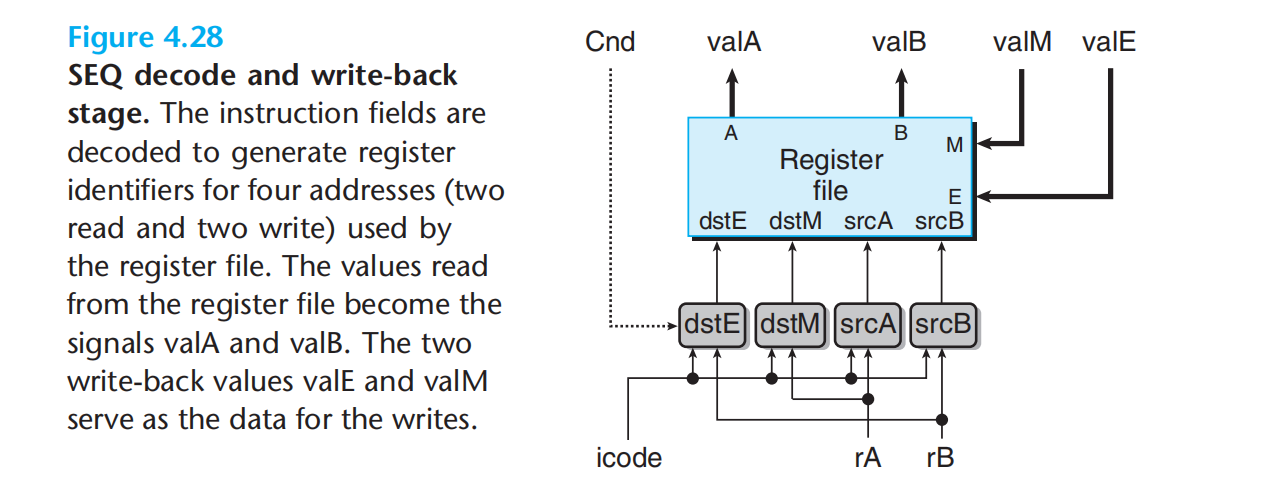 Figure 4.28
SEQ decode and write-back
stage. The instruction fields are
decoded to generate register
identifiers for four addresses (two
read and two write) used by
the register file. The values read
from the register file become the
signals valA and valB. The two
write-back values valE and valM
serve as the data for the writes.
Cnd valA valB valM valE
A B
M
Register
file
E
dstE dstM srcA srcB
dstE dstM srcA srcB
icode rA rB